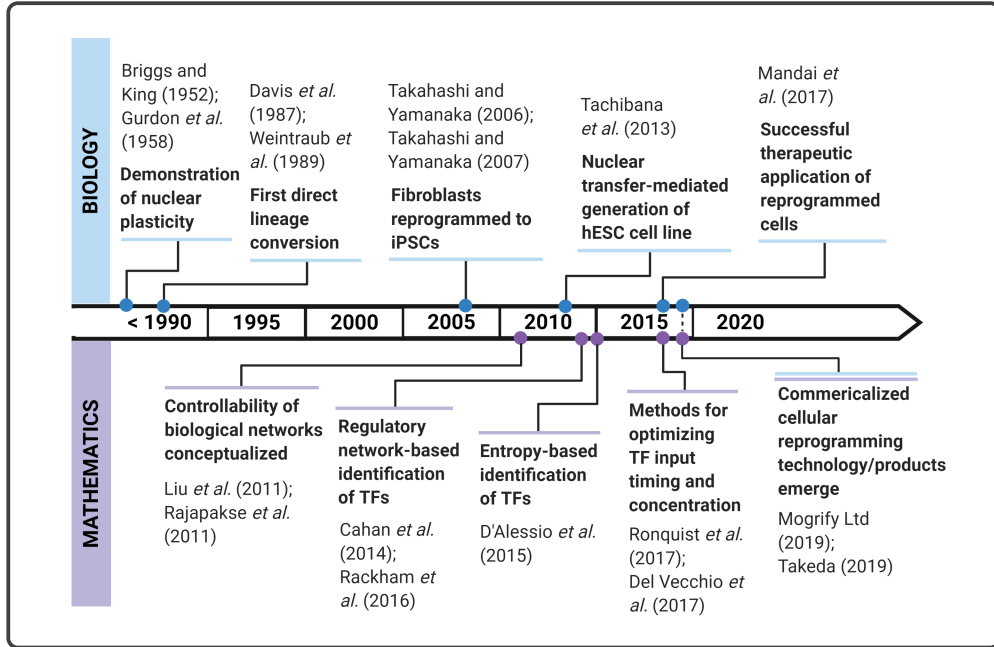 BIOLOGY
Briggs and
King (1952);
Gurdon et al.
(1958)
Demonstration
of nuclear
plasticity
Davis et al.
(1987);
Weintraub et
al. (1989)
First direct
lineage
conversion
Takahashi and
Yamanaka (2006);
Takahashi and
Yamanaka (2007)
Fibroblasts
reprogrammed to
iPSCs
Tachibana
et al. (2013)
Nuclear
transfer-mediated
generation of
hESC cell line
Mandai et
al. (2017)
Successful
therapeutic
application of
reprogrammed
cells
< 1990 1995 2000 2005 2010 2015 2020
MATHEMATICS
Controllability of
biological networks
conceptualized
Liu et al. (2011);
Rajapakse et al.
(2011)
Regulatory
network-based
identification
of TFs
Cahan et al.
(2014);
Rackham et
al. (2016)
Entropy-based
identification
of TFs
D'Alessio et al.
(2015)
Methods for
optimizing
TF input
timing and
concentration
Ronquist et al.
(2017);
Del Vecchio et
al. (2017)
Commericalized
cellular
reprogramming
technology/products
emerge
Mogrify Ltd
(2019);
Takeda (2019)